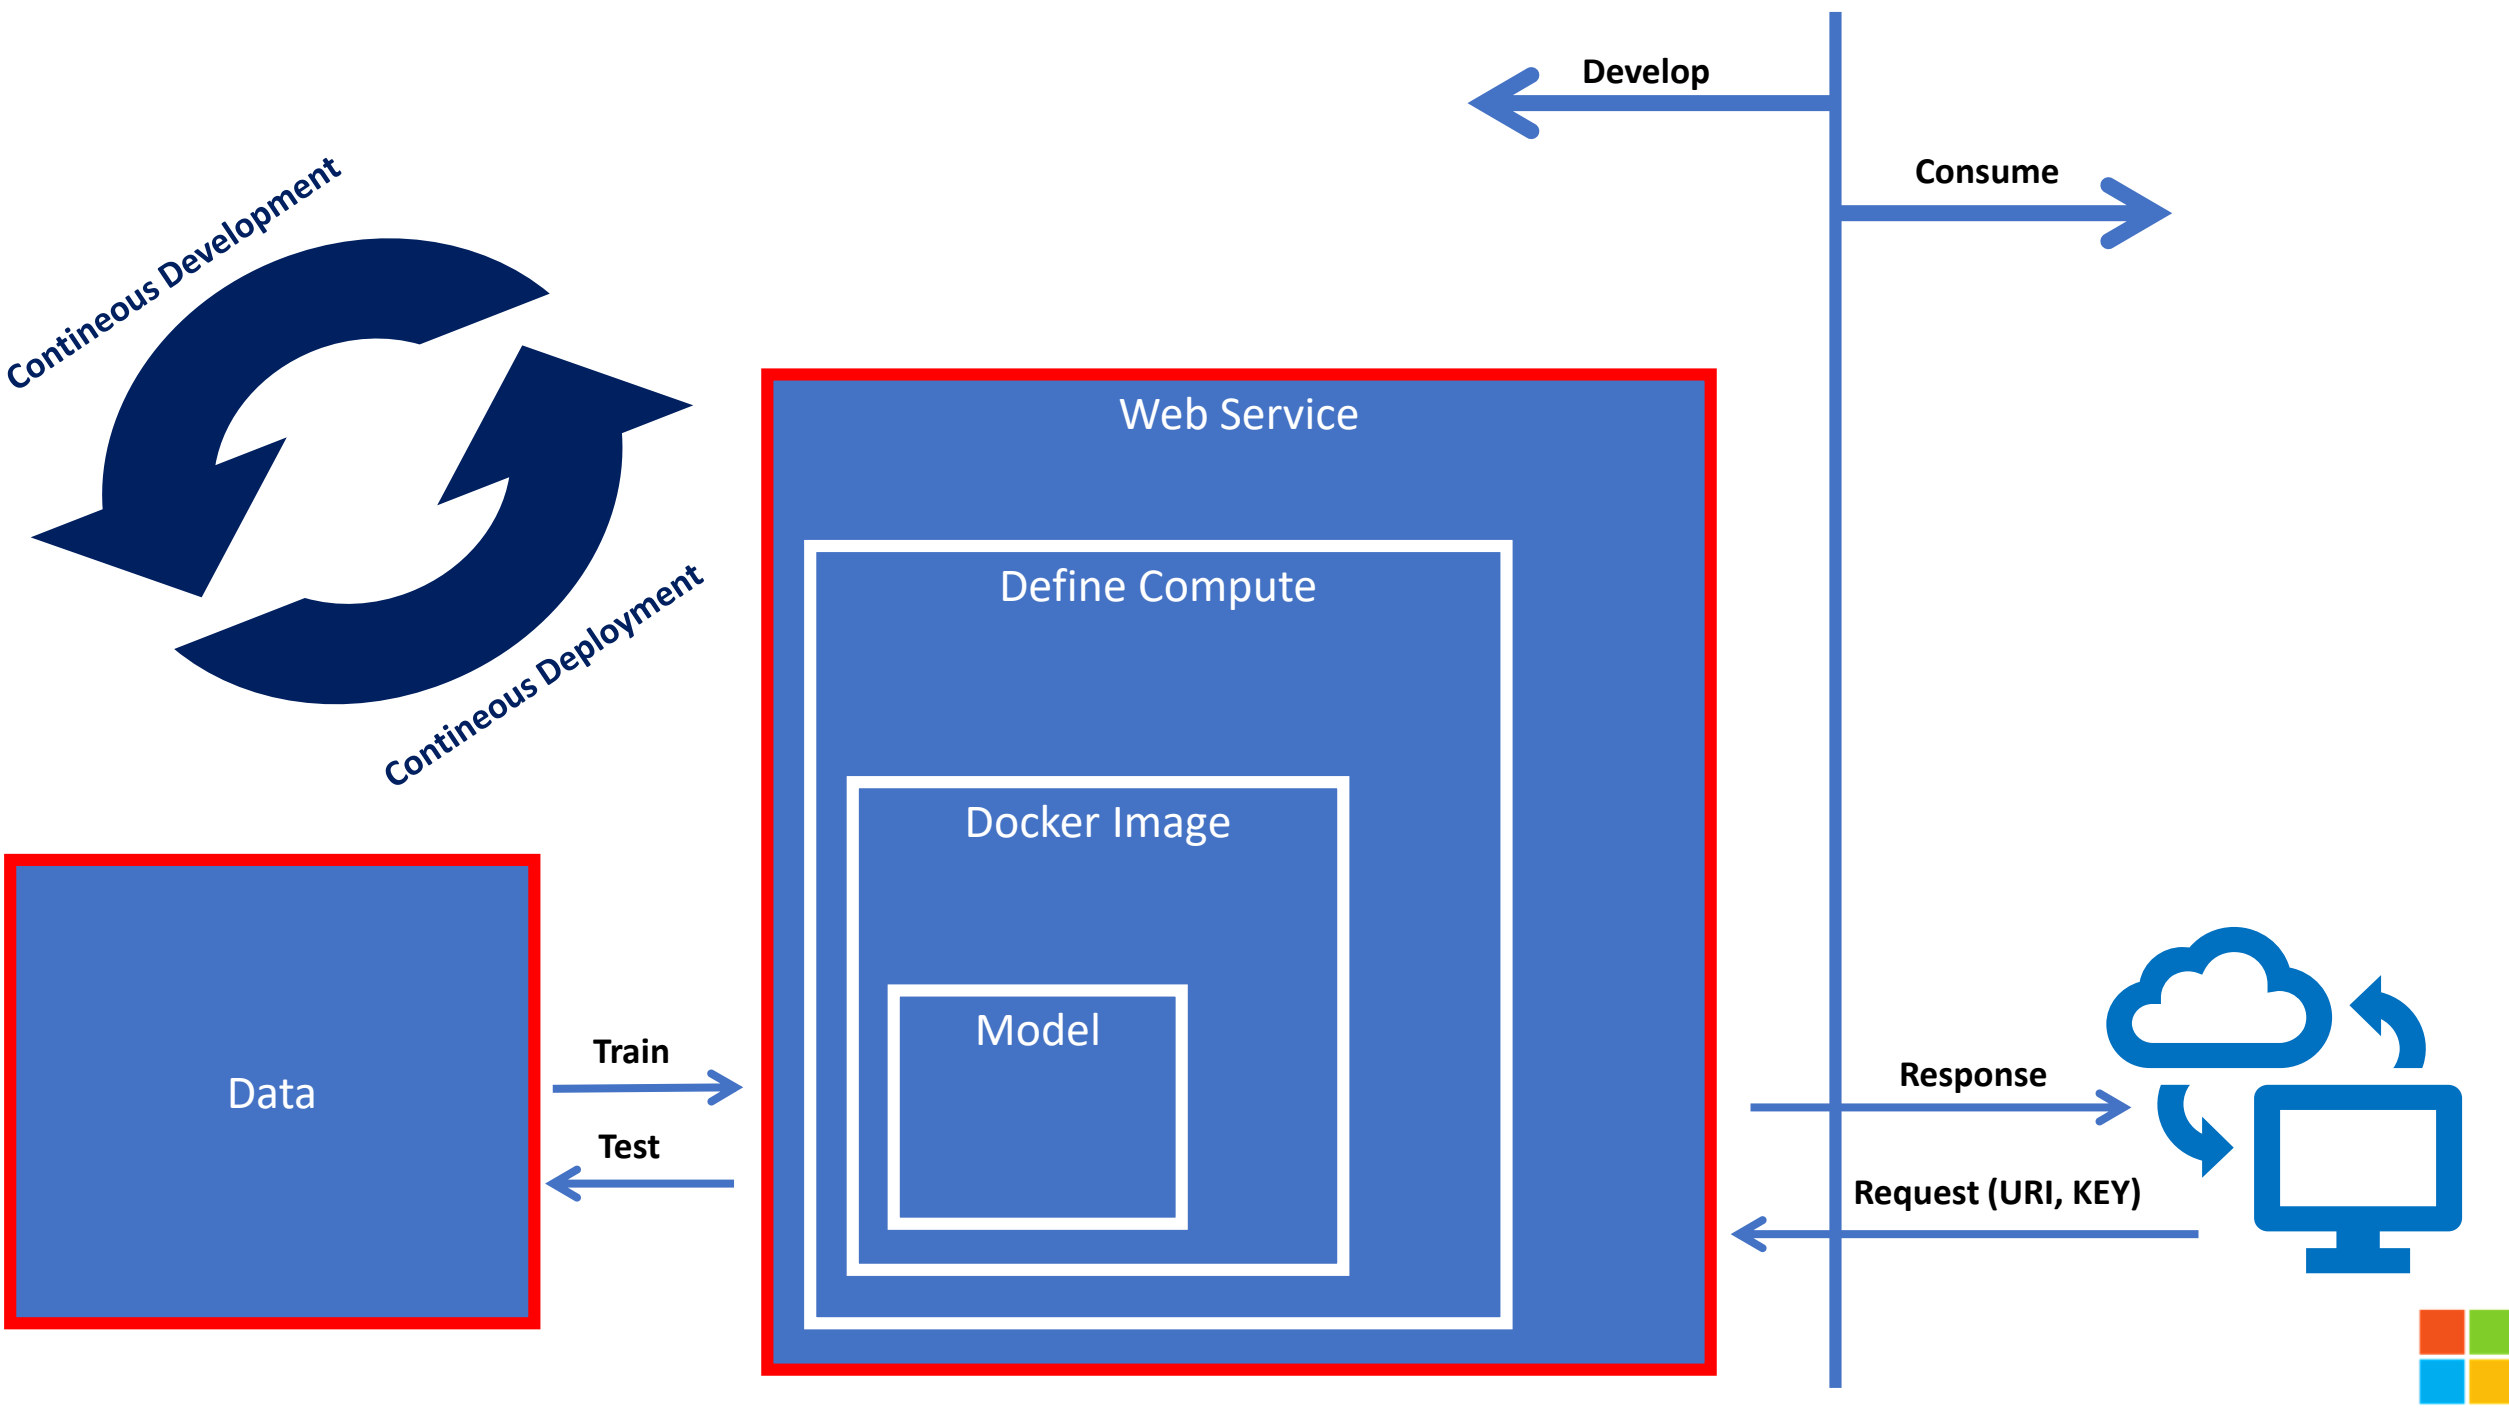 Develop
Consume
Contineous Development
Web Service
Define Compute
Contineous Deployment
Docker Image
Model
Data
Train
Test
Response
Request (URI, KEY)